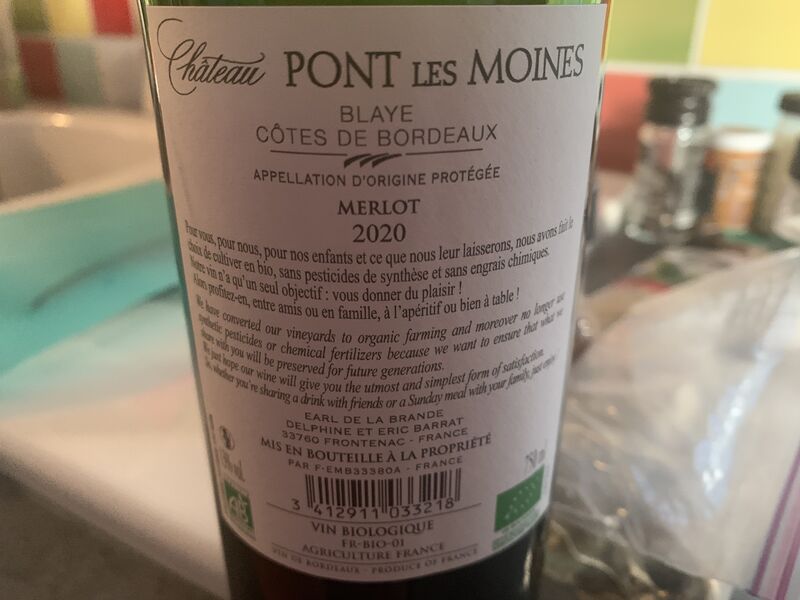 Château PONT LES MOINES
BLAYE
CÔTES DE BORDEAUX
APPELLATION D'ORIGINE PROTÉGÉE
MERLOT
2020
Pour vous, pour nous, pour nos enfants et ce que nous leur laisserons, nous avons fait le
choix de cultiver en bio, sans pesticides de synthèse et sans engrais chimiques.
Notre vin n'a qu'un seul objectif : vous donner du plaisir !
Alors profitez-en, entre amis ou en famille, à l'apéritif ou bien à table !
We have converted our vineyards to organic farming and moreover no longer use
synthetic pesticides or chemical fertilizers because we want to ensure that what we
share with you will be preserved for future generations.
We just hope our wine will give you the utmost and simplest form of satisfaction.
So, whether you're sharing a drink with friends or a Sunday meal with your family, just enjoy
EARL DE LA BRANDE
DELPHINE ET ERIC BARRAT
33760 FRONTENAC - FRANCE
MIS EN BOUTEILLE À LA PROPRIÉTÉ
PAR F-EMB33380A - FRANCE
750 ml
3 412911 033218
AB
VIN BIOLOGIQUE
FR-BIO-01
AGRICULTURE FRANCE
VIN DE BORDEAUX - PRODUCT OF FRANCE